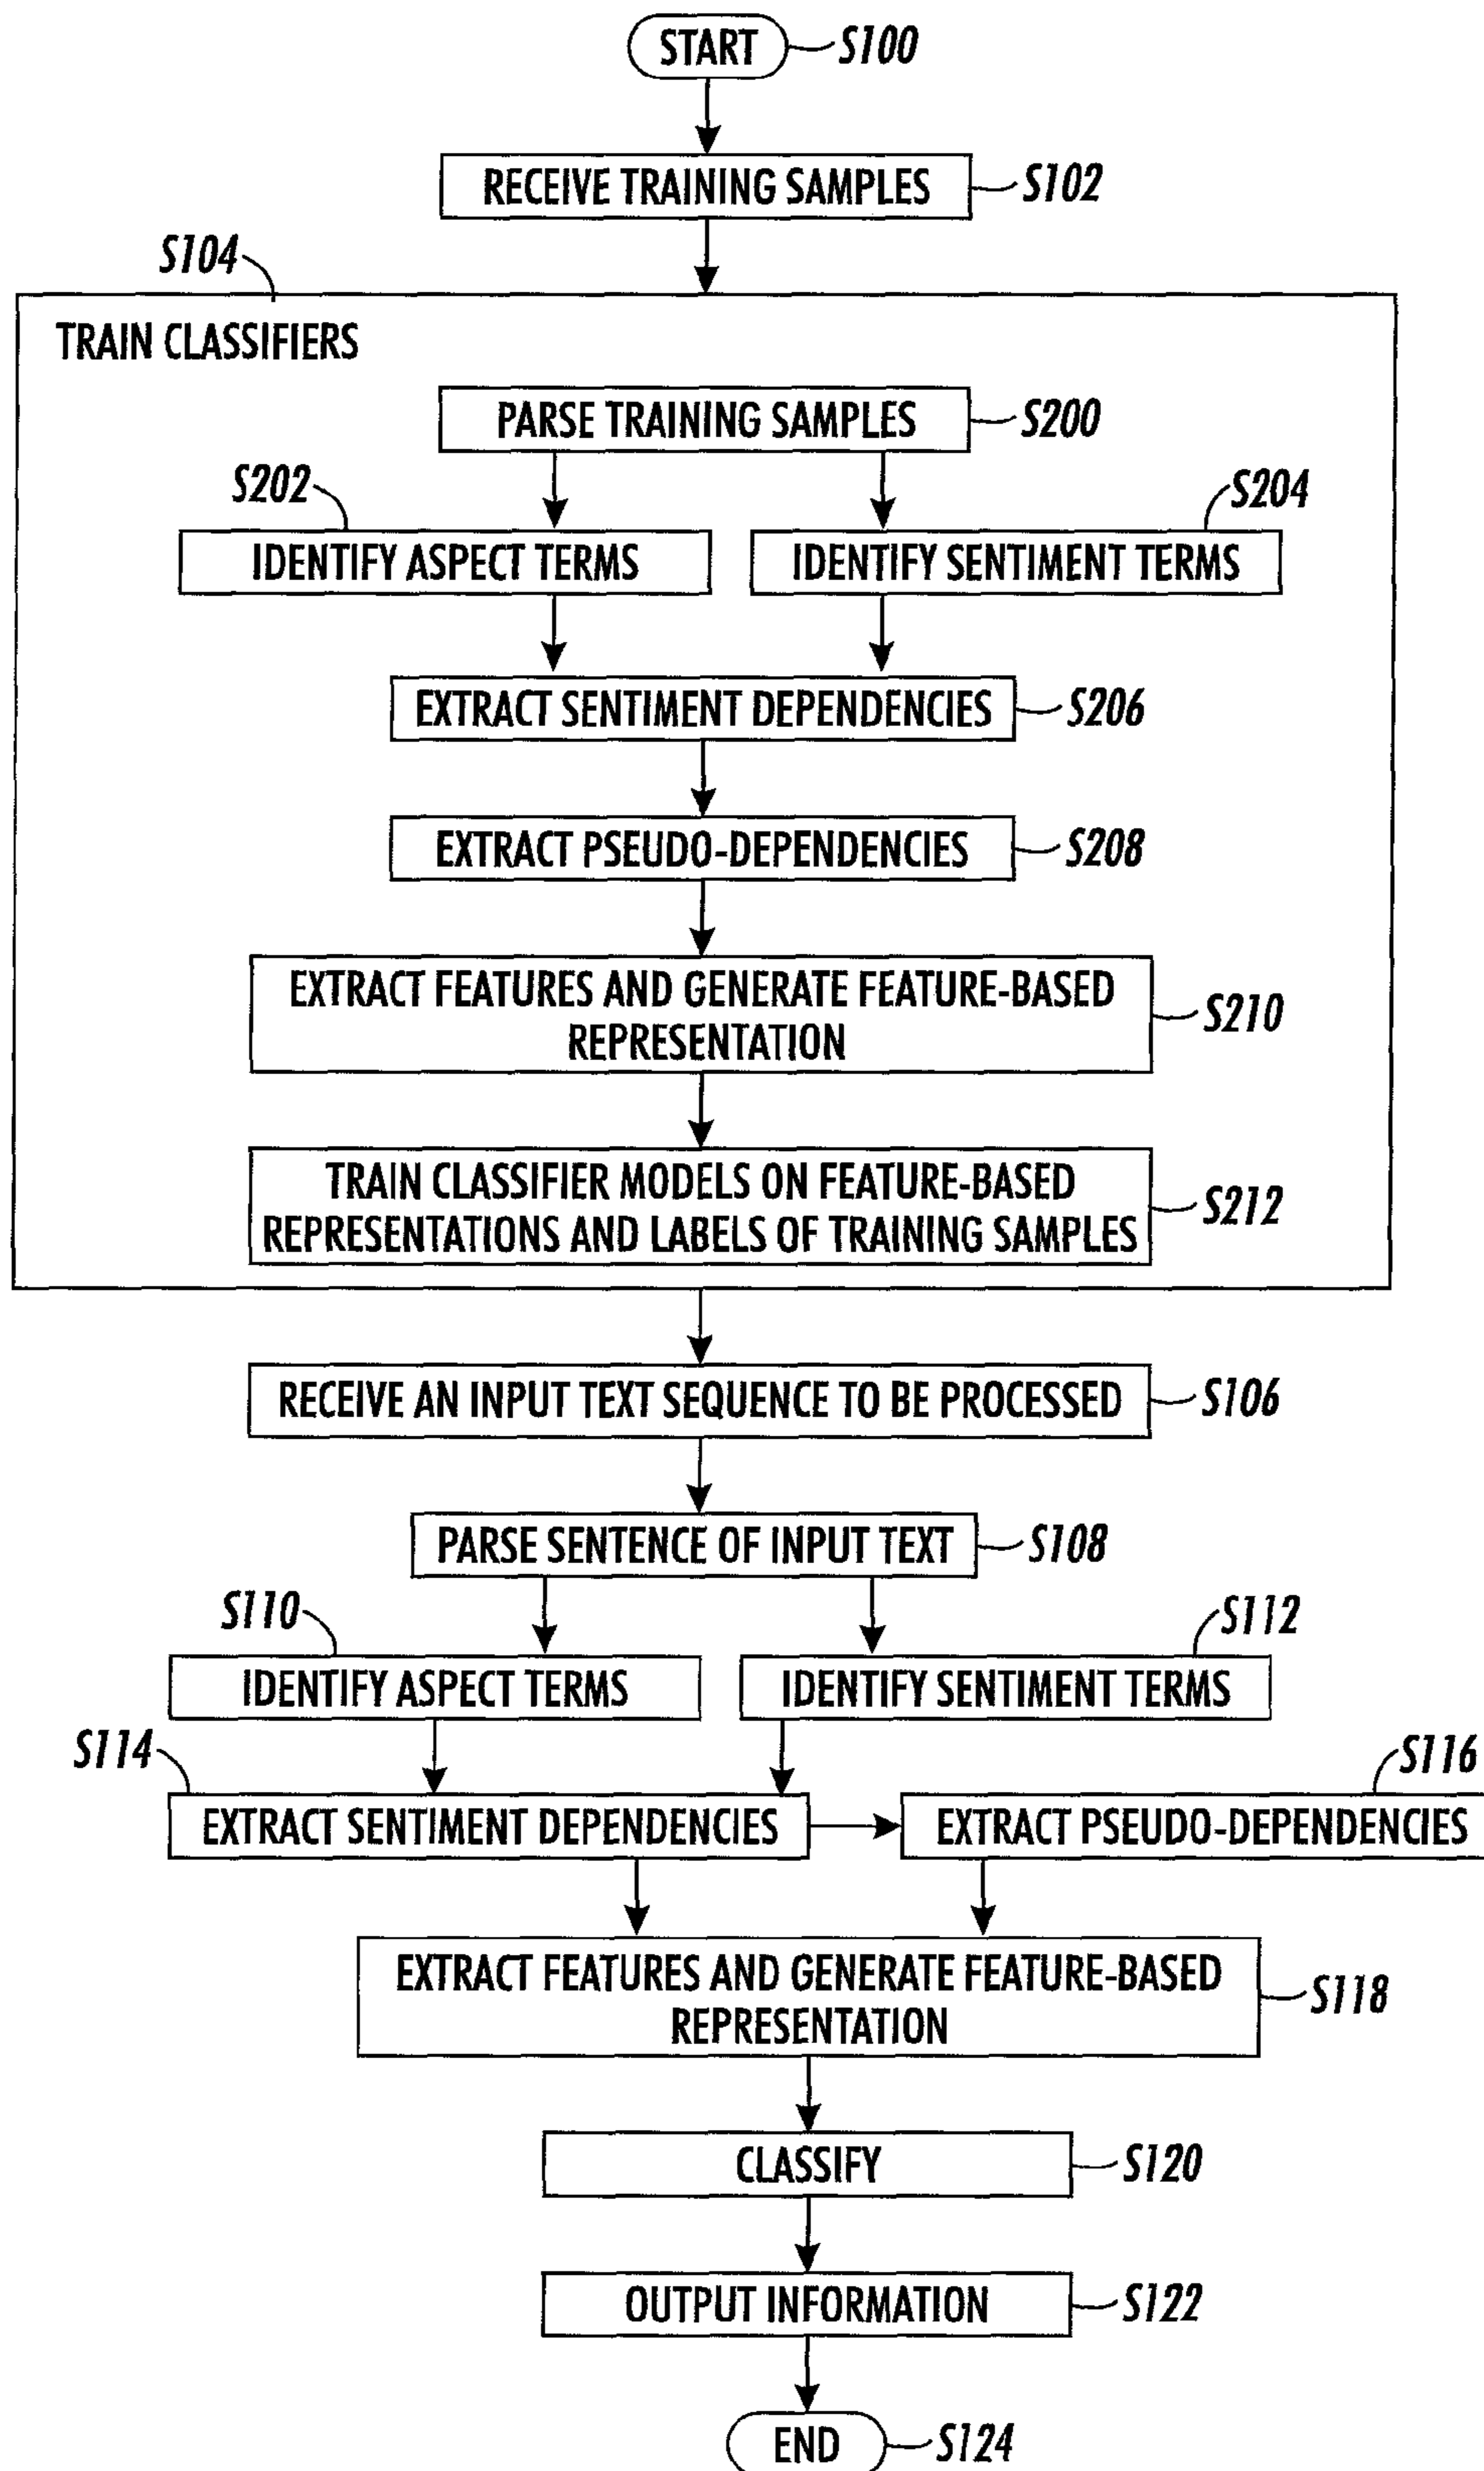 START S100
RECEIVE TRAINING SAMPLES S102
S104
TRAIN CLASSIFIERS
PARSE TRAINING SAMPLES S200
S202 S204
IDENTIFY ASPECT TERMS IDENTIFY SENTIMENT TERMS
EXTRACT SENTIMENT DEPENDENCIES S206
EXTRACT PSEUDO-DEPENDENCIES S208
EXTRACT FEATURES AND GENERATE FEATURE-BASED
REPRESENTATION S210
TRAIN CLASSIFIER MODELS ON FEATURE-BASED
REPRESENTATIONS AND LABELS OF TRAINING SAMPLES S212
RECEIVE AN INPUT TEXT SEQUENCE TO BE PROCESSED S106
PARSE SENTENCE OF INPUT TEXT S108
S110 S112
IDENTIFY ASPECT TERMS IDENTIFY SENTIMENT TERMS
S114 S116
EXTRACT SENTIMENT DEPENDENCIES EXTRACT PSEUDO-DEPENDENCIES
EXTRACT FEATURES AND GENERATE FEATURE-BASED
REPRESENTATION S118
CLASSIFY S120
OUTPUT INFORMATION S122
END S124